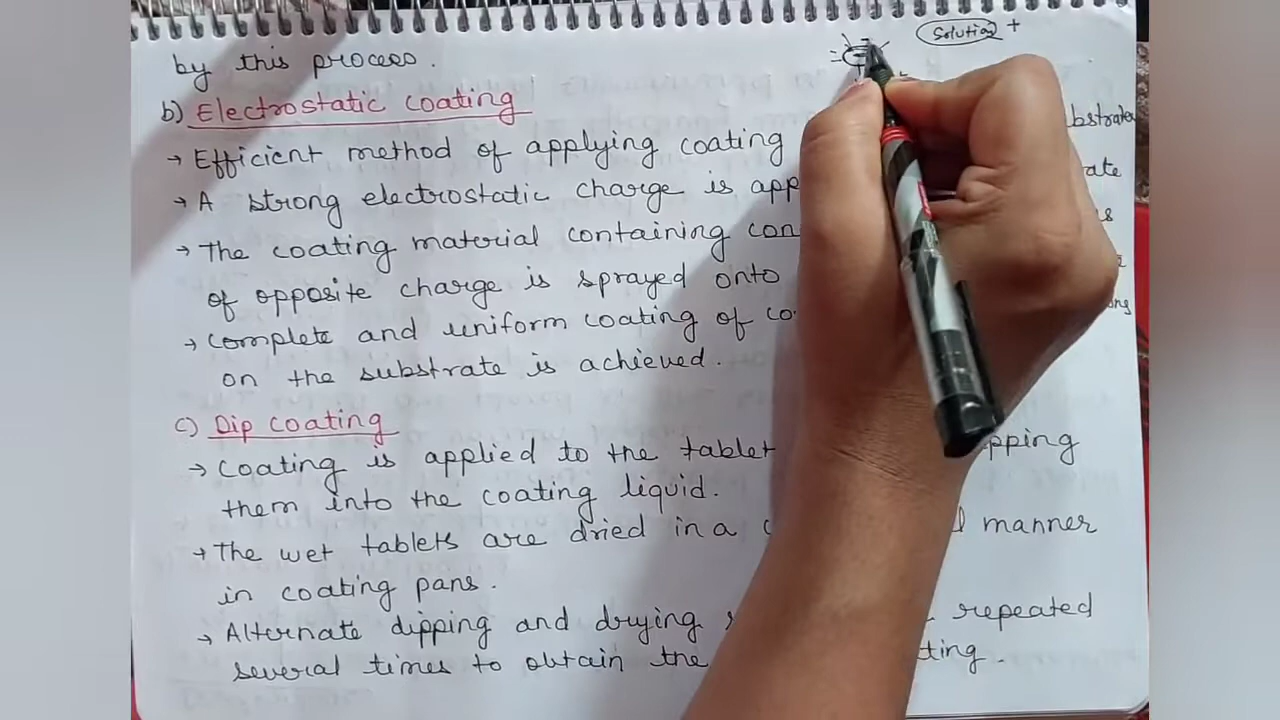 Solution +
by this process.
b) Electrostatic coating
→ Efficient method of applying coating
→ A strong electrostatic charge is
→ The coating material containing
of opposite charge is sprayed onto
→ Complete and uniform coating of
on the substrate is achieved.
c) Dip coating
→ Coating is applied to the tablet
them into the coating liquid.
→ The wet tablets are dried in a manner
in coating pans.
→ Alternate dipping and drying repeated
several times to obtain the